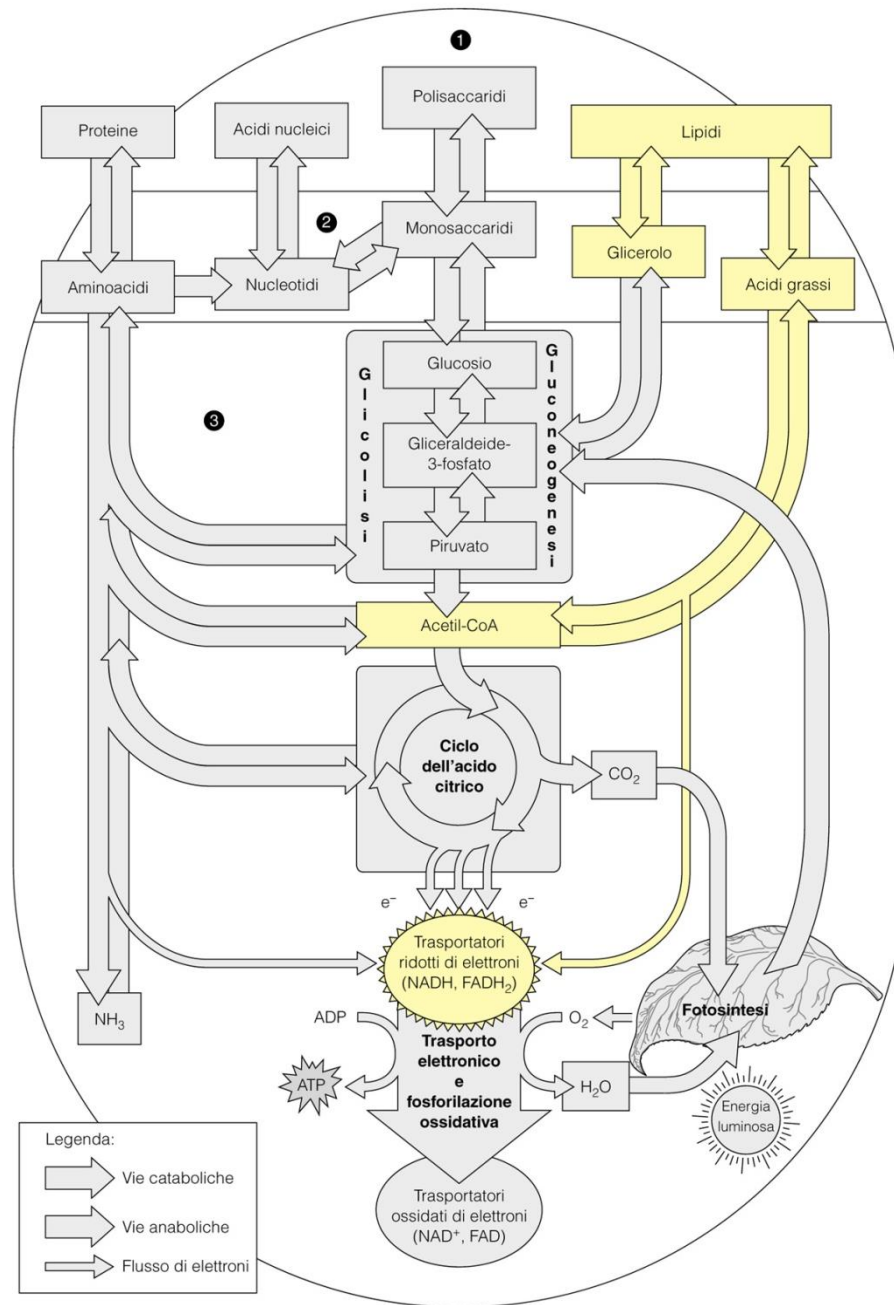 1
Polisaccaridi
Proteine
Acidi nucleici
Lipidi
2
Monosaccaridi
Glicerolo
Aminoacidi
Nucleotidi
Acidi grassi
3
Glicolisi
Glucosio
Gliceraldeide-
3-fosfato
Piruvato
Gluconeogenesi
Acetil-CoA
Ciclo
dell'acido
citrico
CO₂
e⁻
e⁻
Trasportatori
ridotti di elettroni
(NADH, FADH₂)
NH₃
ADP
O₂
Fotosintesi
Trasporto
elettronico
e
fosforilazione
ossidativa
ATP
H₂O
Energia
luminosa
Legenda:
Vie cataboliche
Vie anaboliche
Flusso di elettroni
Trasportatori
ossidati di elettroni
(NAD⁺, FAD)